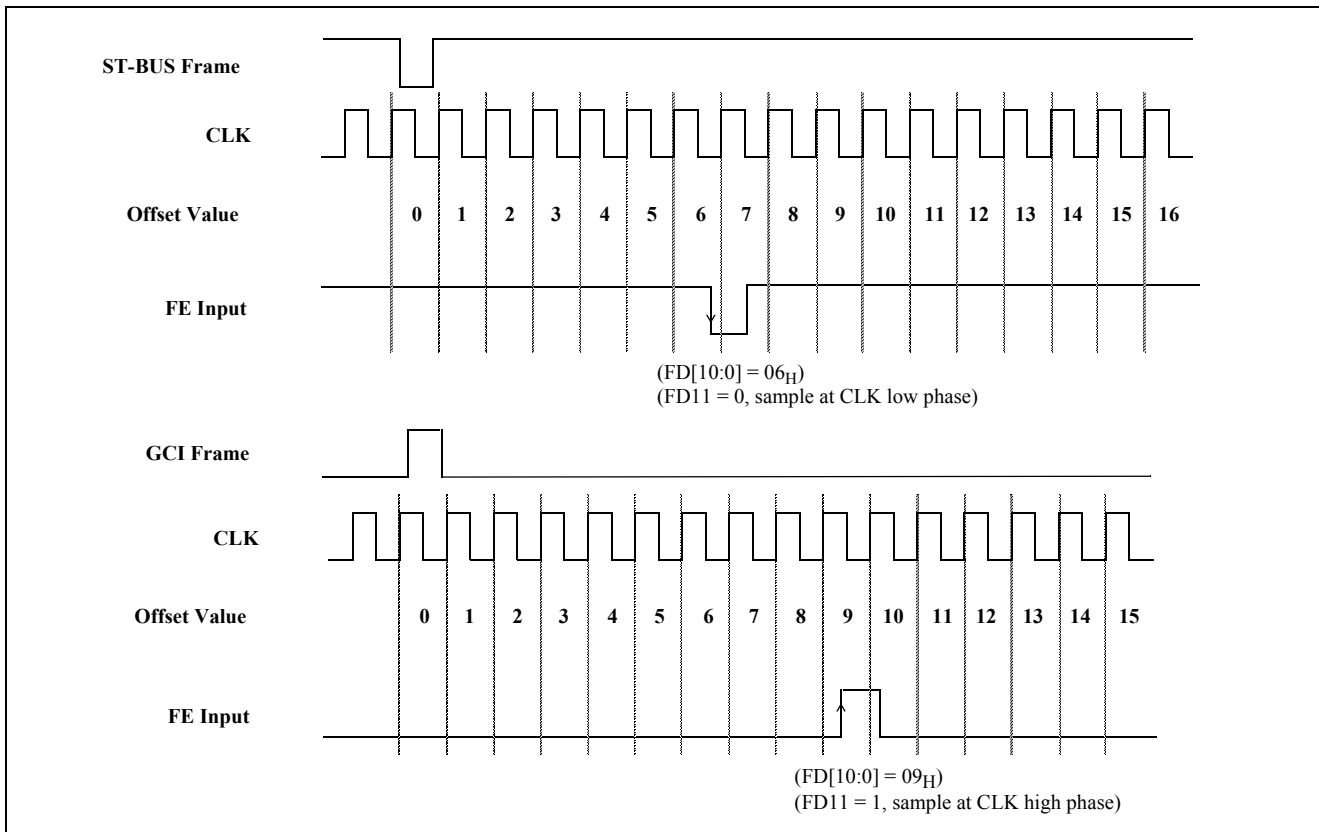 ST-BUS Frame
CLK
Offset Value 0 1 2 3 4 5 6 7 8 9 10 11 12 13 14 15 16
FE Input
(FD[10:0] = 06H)
(FD11 = 0, sample at CLK low phase)
GCI Frame
CLK
Offset Value 0 1 2 3 4 5 6 7 8 9 10 11 12 13 14 15
FE Input
(FD[10:0] = 09H)
(FD11 = 1, sample at CLK high phase)